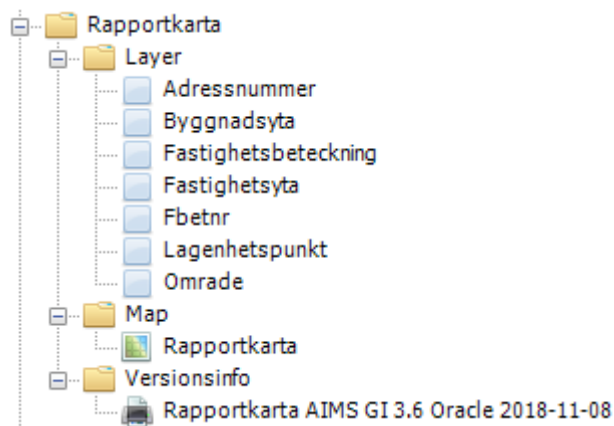 Rapportkarta
Layer
Adressnummer
Byggnadsyta
Fastighetsbeteckning
Fastighetsyta
Fbetnr
Lagenhetspunkt
Omrade
Map
Rapportkarta
Versionsinfo
Rapportkarta AIMS GI 3.6 Oracle 2018-11-08